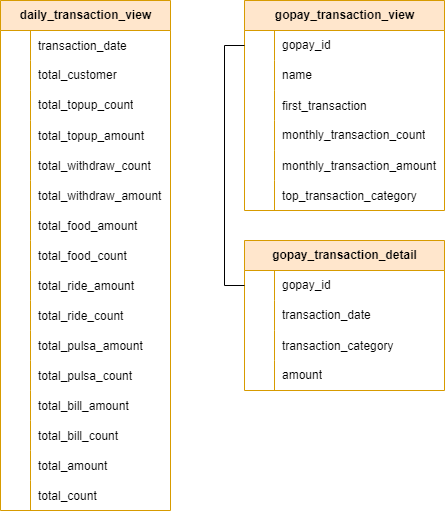 daily_transaction_view
transaction_date
total_customer
total_topup_count
total_topup_amount
total_withdraw_count
total_withdraw_amount
total_food_amount
total_food_count
total_ride_amount
total_ride_count
total_pulsa_amount
total_pulsa_count
total_bill_amount
total_bill_count
total_amount
total_count
gopay_transaction_view
gopay_id
name
first_transaction
monthly_transaction_count
monthly_transaction_amount
top_transaction_category
gopay_transaction_detail
gopay_id
transaction_date
transaction_category
amount